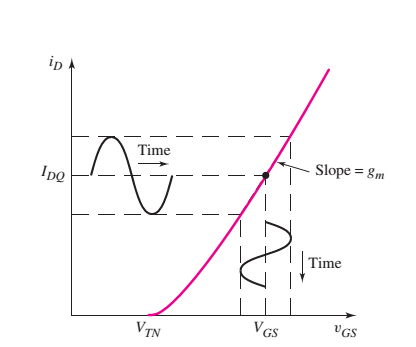 i_D
Time
I_DQ
Slope = g_m
Time
V_TN
V_GS
v_GS